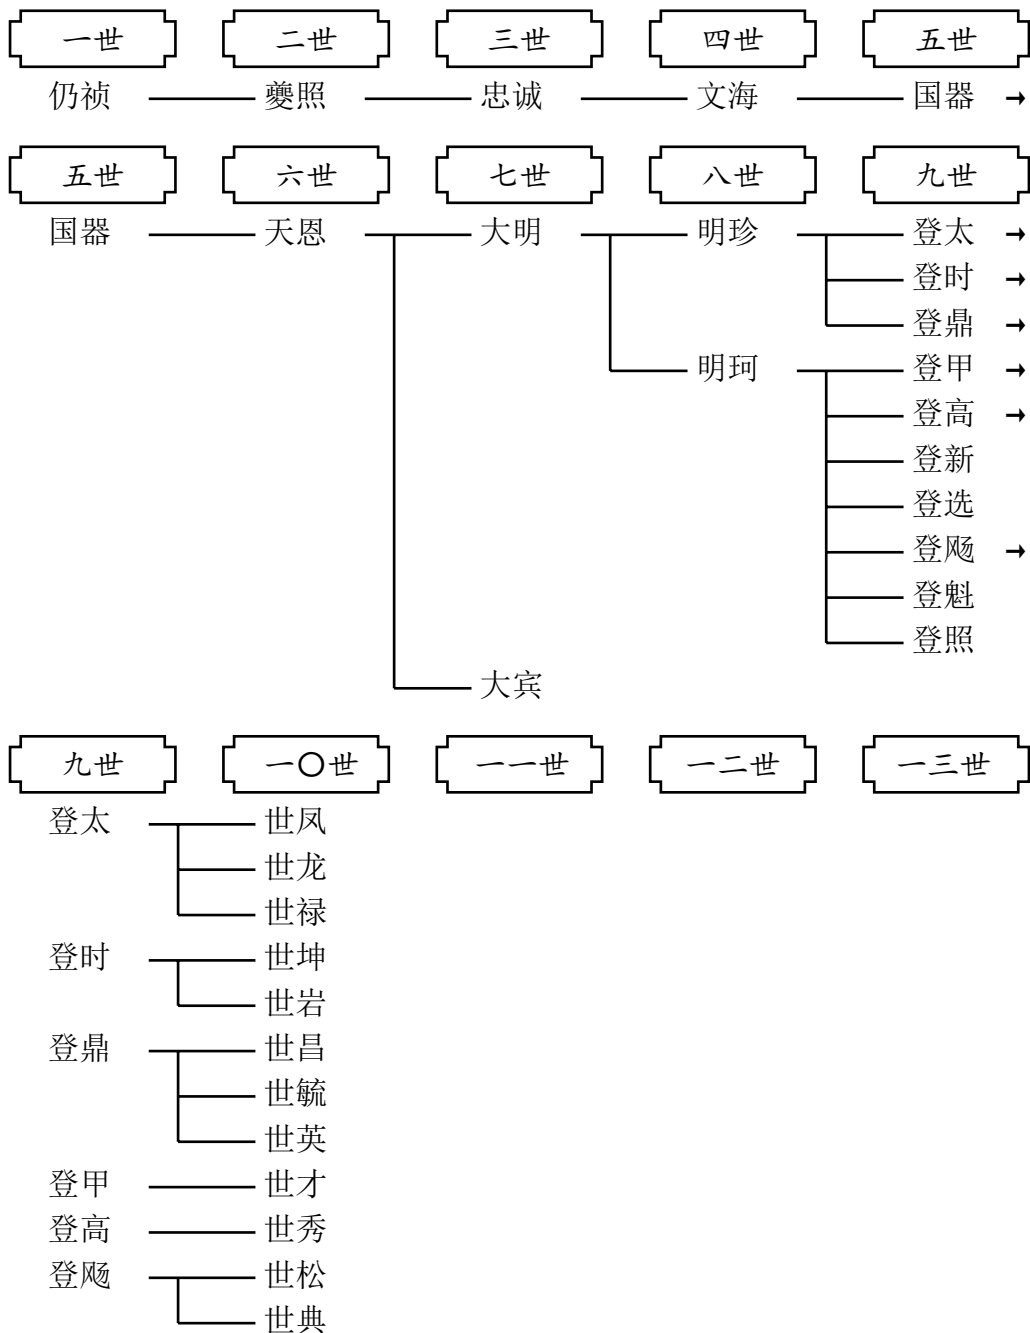 一世 二世 三世 四世 五世
仍祯 夔照 忠诚 文海 国器 →
五世 六世 七世 八世 九世
国器 天恩 大明 明珍 登太 →
登时 →
登鼎 →
明珂 登甲 →
登高 →
登新
登选
登飏 →
登魁
登照
大宾
九世 一〇世 一一世 一二世 一三世
登太 世凤
世龙
世禄
登时 世坤
世岩
登鼎 世昌
世毓
世英
登甲 世才
登高 世秀
登飏 世松
世典